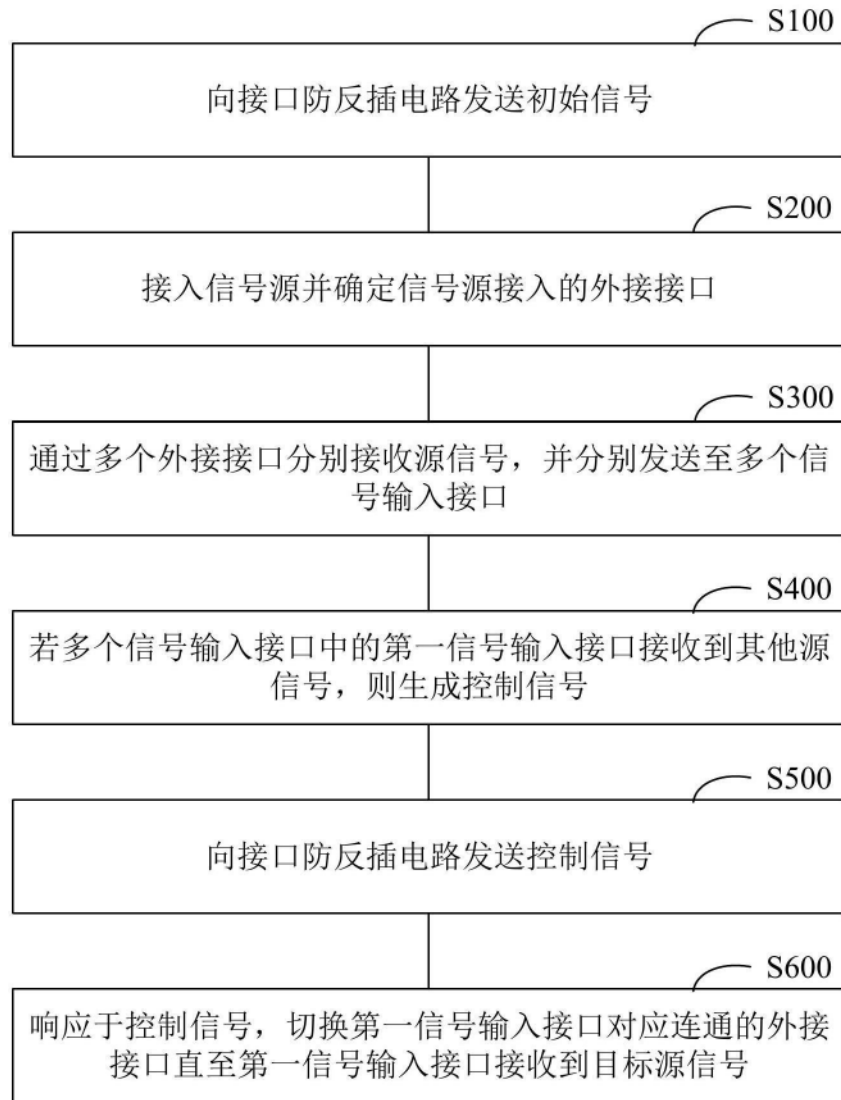 S100
向接口防反插电路发送初始信号
S200
接入信号源并确定信号源接入的外接接口
S300
通过多个外接接口分别接收源信号，并分别发送至多个信
号输入接口
S400
若多个信号输入接口中的第一信号输入接口接收到其他源
信号，则生成控制信号
S500
向接口防反插电路发送控制信号
S600
响应于控制信号，切换第一信号输入接口对应连通的外接
接口直至第一信号输入接口接收到目标源信号